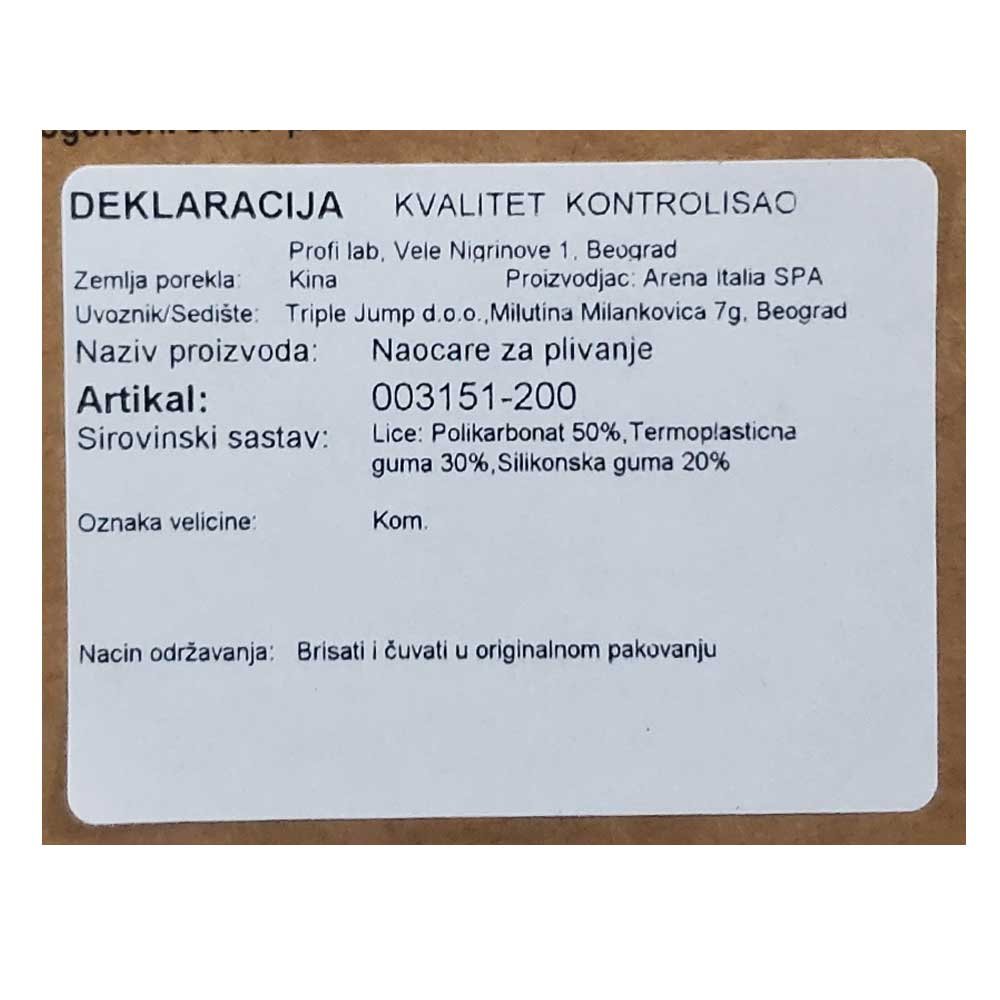 DEKLARACIJA KVALITET KONTROLISAO
Profi lab, Vele Nigrinove 1, Beograd
Zemlja porekla: Kina Proizvodjac: Arena Italia SPA
Uvoznik/Sedište: Triple Jump d.o.o.,Milutina Milankovica 7g, Beograd
Naziv proizvoda: Naocare za plivanje
Artikal: 003151-200
Sirovinski sastav: Lice: Polikarbonat 50%,Termoplasticna
guma 30%,Silikonska guma 20%
Oznaka velicine: Kom.
Nacin održavanja: Brisati i čuvati u originalnom pakovanju